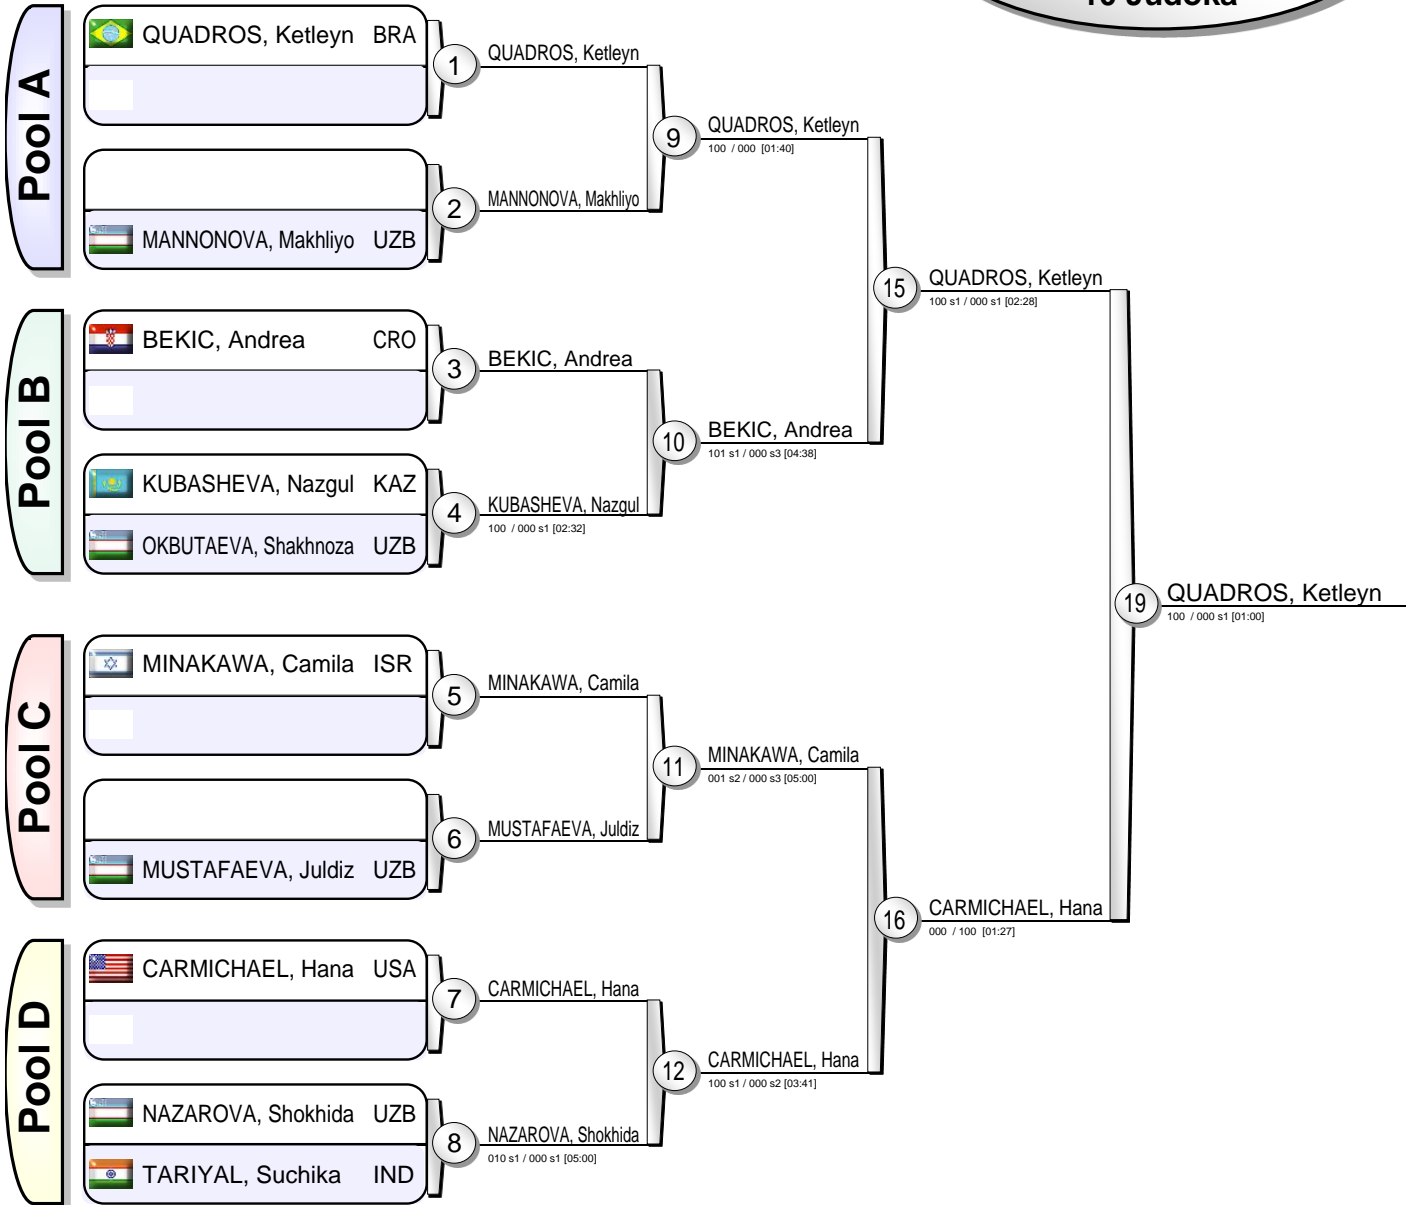 10 Judoka
Pool A
QUADROS, Ketleyn BRA
1
QUADROS, Ketleyn
2
MANNONOVA, Makhliyo
MANNONOVA, Makhliyo UZB
9
QUADROS, Ketleyn
100 / 000 [01:40]
Pool B
BEKIC, Andrea CRO
3
BEKIC, Andrea
KUBASHEVA, Nazgul KAZ
OKBUTAEVA, Shakhnoza UZB
4
KUBASHEVA, Nazgul
100 / 000 s1 [02:32]
10
BEKIC, Andrea
101 s1 / 000 s3 [04:38]
15
QUADROS, Ketleyn
100 s1 / 000 s1 [02:28]
19
QUADROS, Ketleyn
100 / 000 s1 [01:00]
Pool C
MINAKAWA, Camila ISR
5
MINAKAWA, Camila
6
MUSTAFAEVA, Juldiz
MUSTAFAEVA, Juldiz UZB
11
MINAKAWA, Camila
001 s2 / 000 s3 [05:00]
Pool D
CARMICHAEL, Hana USA
7
CARMICHAEL, Hana
NAZAROVA, Shokhida UZB
TARIYAL, Suchika IND
8
NAZAROVA, Shokhida
010 s1 / 000 s1 [05:00]
12
CARMICHAEL, Hana
100 s1 / 000 s2 [03:41]
16
CARMICHAEL, Hana
000 / 100 [01:27]